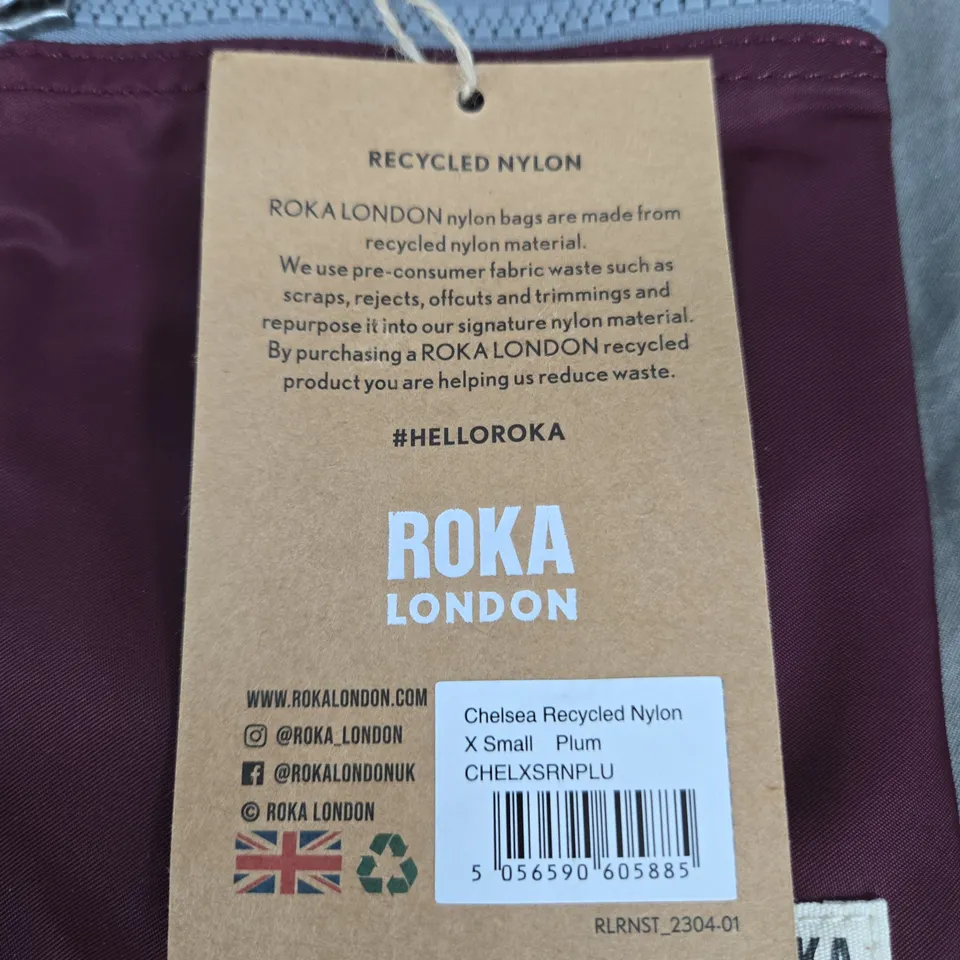 RECYCLED NYLON
ROKA LONDON nylon bags are made from
recycled nylon material.
We use pre-consumer fabric waste such as
scraps, rejects, offcuts and trimmings and
repurpose it into our signature nylon material.
By purchasing a ROKA LONDON recycled
product you are helping us reduce waste.
#HELLOROKA
ROKA
LONDON
WWW.ROKALONDON.COM
@ROKA_LONDON
@ROKALONDONUK
© ROKA LONDON
Chelsea Recycled Nylon
X Small Plum
CHELXSRNPLU
5 056590 605885
RLRNST_2304-01
KA